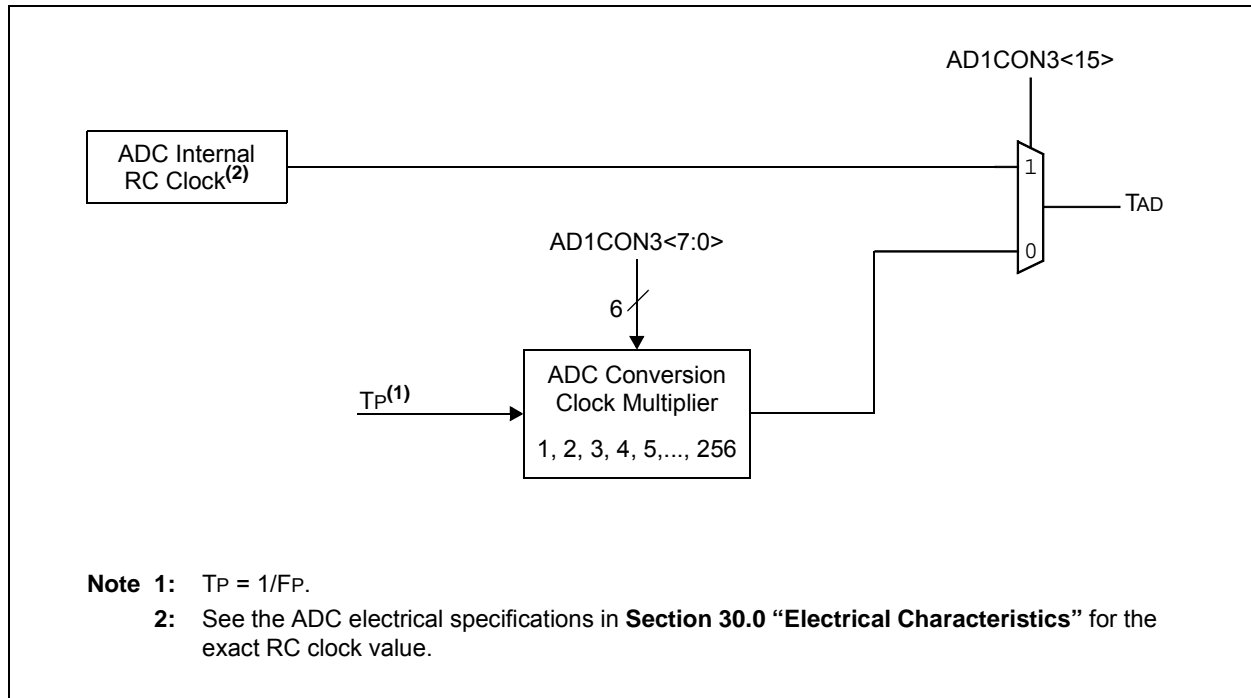 AD1CON3<15>
ADC Internal
RC Clock(2)
1
TAD
AD1CON3<7:0>
0
6
ADC Conversion
Clock Multiplier
TP(1)
1, 2, 3, 4, 5,..., 256
Note 1: TP = 1/FP.
2: See the ADC electrical specifications in Section 30.0 “Electrical Characteristics” for the
exact RC clock value.